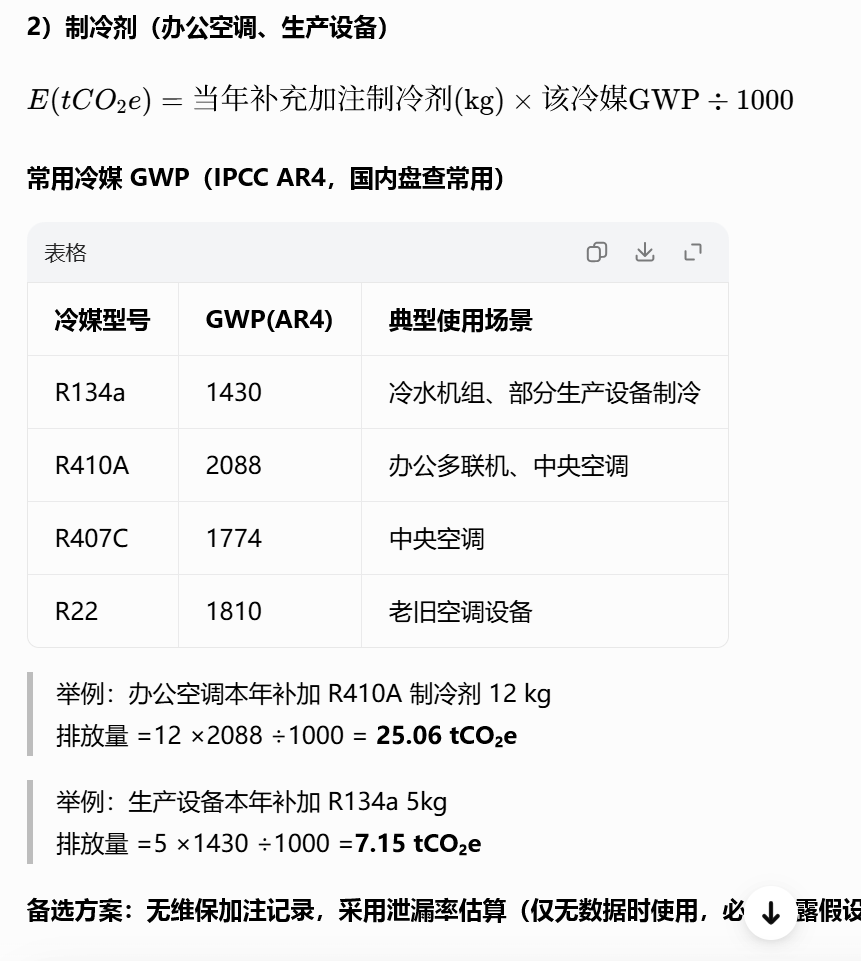 2）制冷剂（办公空调、生产设备）
E(tCO₂e) = 当年补充加注制冷剂(kg) × 该冷媒GWP ÷ 1000
常用冷媒 GWP（IPCC AR4，国内盘查常用）
表格
冷媒型号 GWP(AR4) 典型使用场景
R134a 1430 冷水机组、部分生产设备制冷
R410A 2088 办公多联机、中央空调
R407C 1774 中央空调
R22 1810 老旧空调设备
举例：办公空调本年补加 R410A 制冷剂 12 kg
排放量 =12 ×2088 ÷1000 = 25.06 tCO₂e
举例：生产设备本年补加 R134a 5kg
排放量 =5 ×1430 ÷1000 =7.15 tCO₂e
备选方案：无维保加注记录，采用泄漏率估算（仅无数据时使用，必露假设